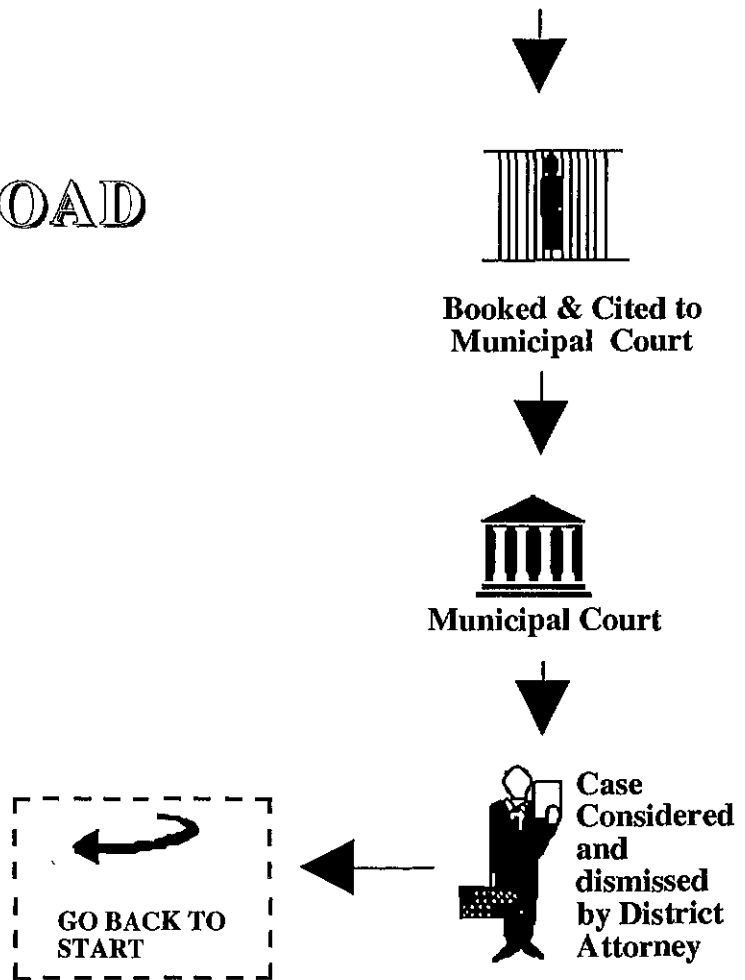 OAD
Booked & Cited to
Municipal Court
Municipal Court
Case
Considered
and
dismissed
by District
Attorney
GO BACK TO
START